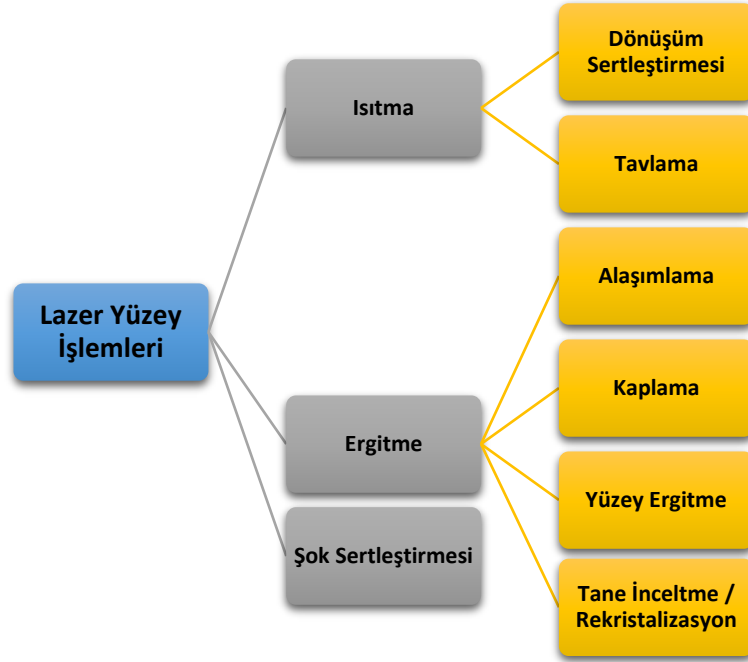 Lazer Yüzey
İşlemleri
Isıtma
Dönüşüm
Sertleştirmesi
Tavlama
Ergitme
Alaşımlama
Kaplama
Yüzey Ergitme
Tane İnceltme /
Rekristalizasyon
Şok Sertleştirmesi